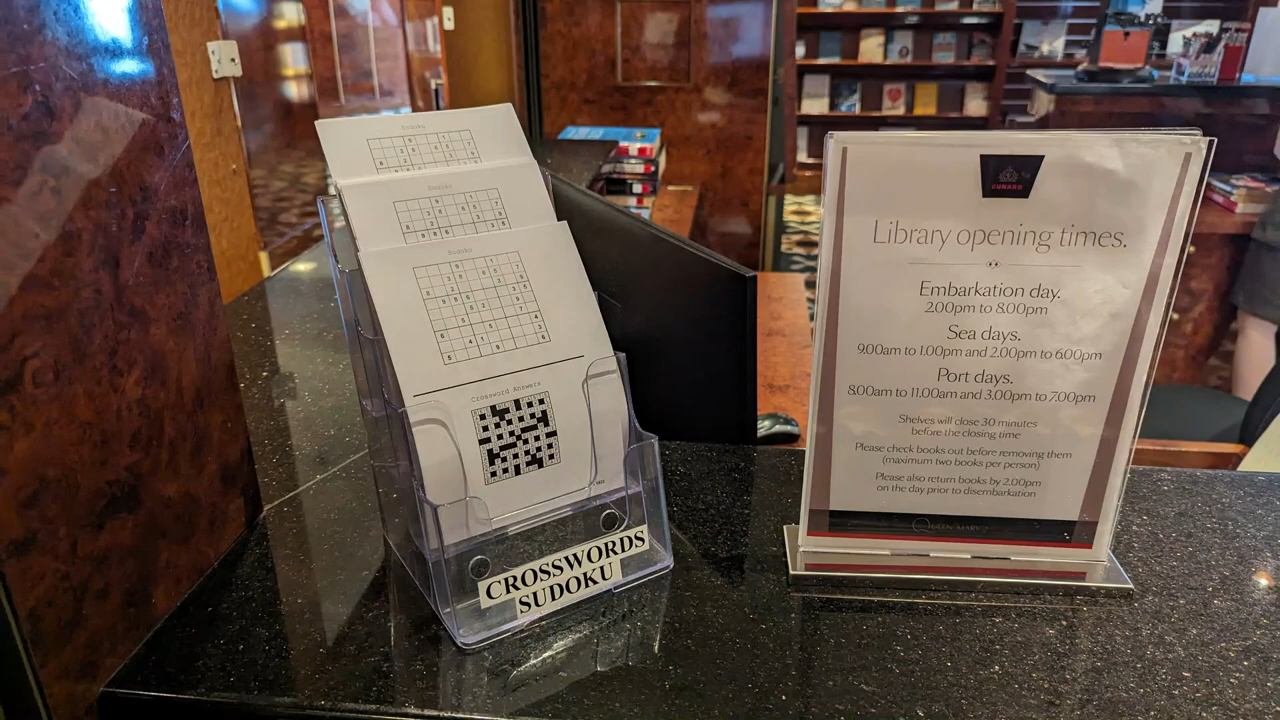 Sudoku
Sudoku
Sudoku
Crossword Answers
CROSSWORDS
SUDOKU
CUNARD
Library opening times.
Embarkation day.
2.00pm to 8.00pm
Sea days.
9.00am to 1.00pm and 2.00pm to 6.00pm
Port days.
8.00am to 11.00am and 3.00pm to 7.00pm
Shelves will close 30 minutes
before the closing time
Please check books out before removing them
(maximum two books per person)
Please also return books by 2.00pm
on the day prior to disembarkation
QUEEN MARY 2